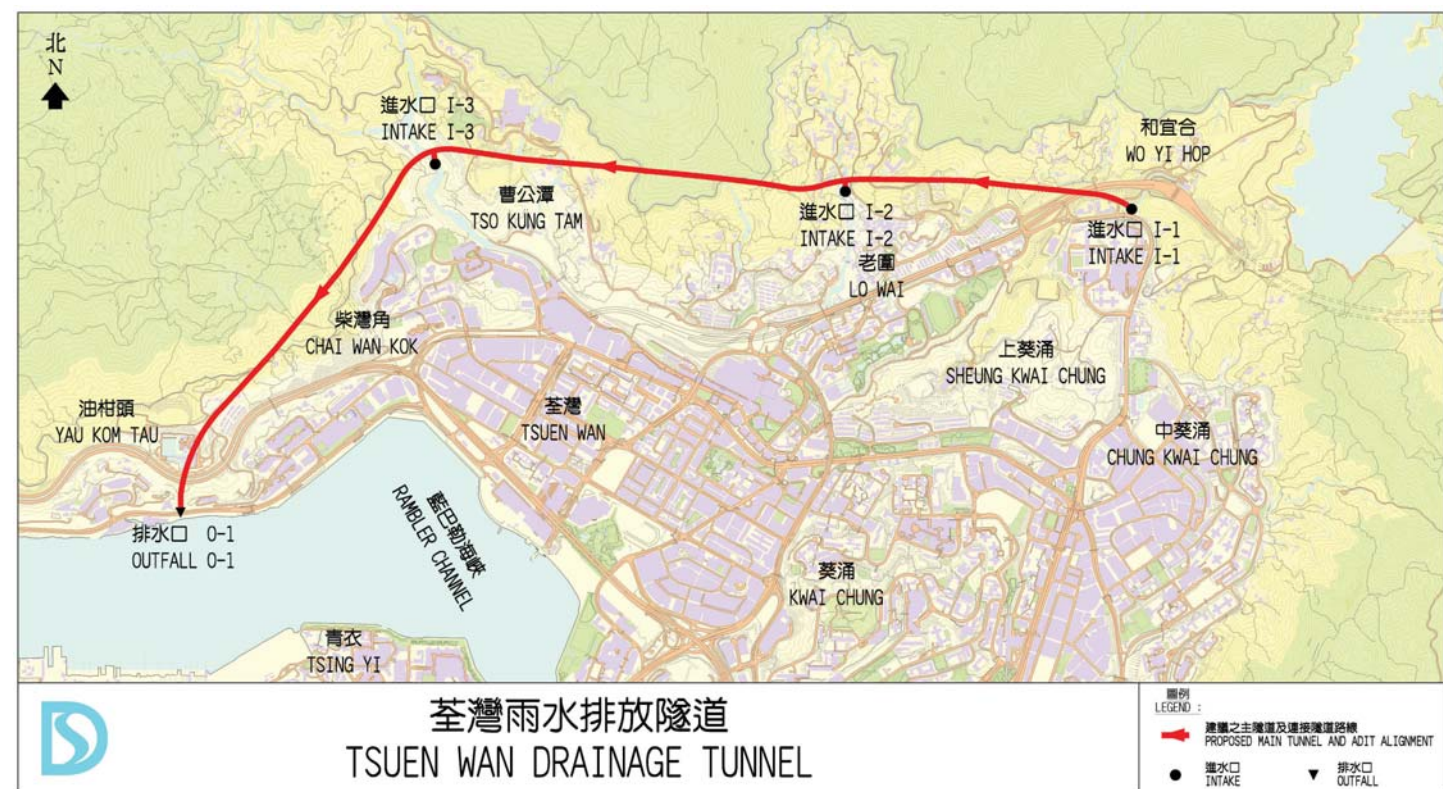 北
N
進水口 I-3
INTAKE I-3
和宜合
WO YI HOP
曹公潭
TSO KUNG TAM
進水口 I-2
INTAKE I-2
進水口 I-1
INTAKE I-1
老圍
LO WAI
柴灣角
CHAI WAN KOK
上葵涌
SHEUNG KWAI CHUNG
油柑頭
YAU KOM TAU
荃灣
TSUEN WAN
中葵涌
CHUNG KWAI CHUNG
藍巴勒海峽
RAMBLER CHANNEL
排水口 O-1
OUTFALL O-1
葵涌
KWAI CHUNG
青衣
TSING YI
荃灣雨水排放隧道
TSUEN WAN DRAINAGE TUNNEL
圖例
LEGEND :
建議之主隧道及連接隧道路線
PROPOSED MAIN TUNNEL AND ADIT ALIGNMENT
進水口
INTAKE
排水口
OUTFALL